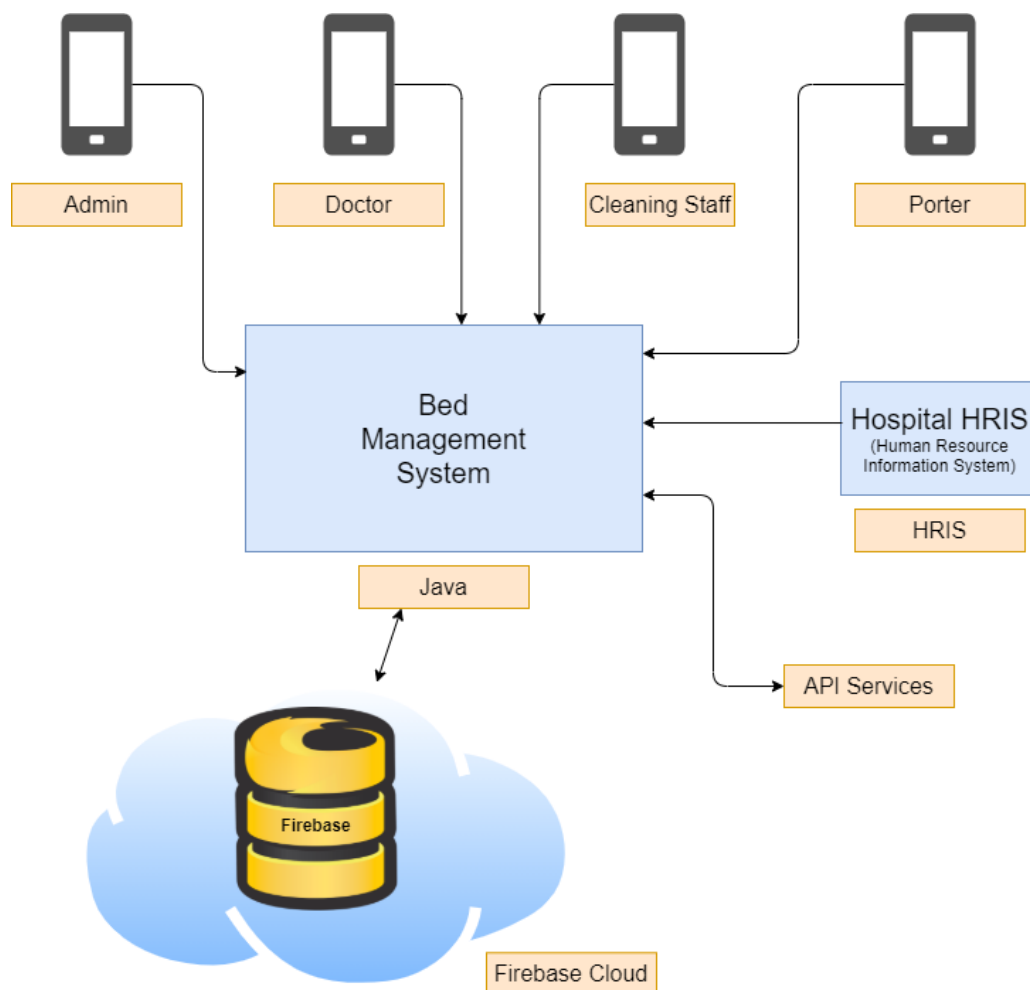 Admin
Doctor
Cleaning Staff
Porter
Bed
Management
System
Hospital HRIS
(Human Resource
Information System)
HRIS
Java
API Services
Firebase
Firebase Cloud